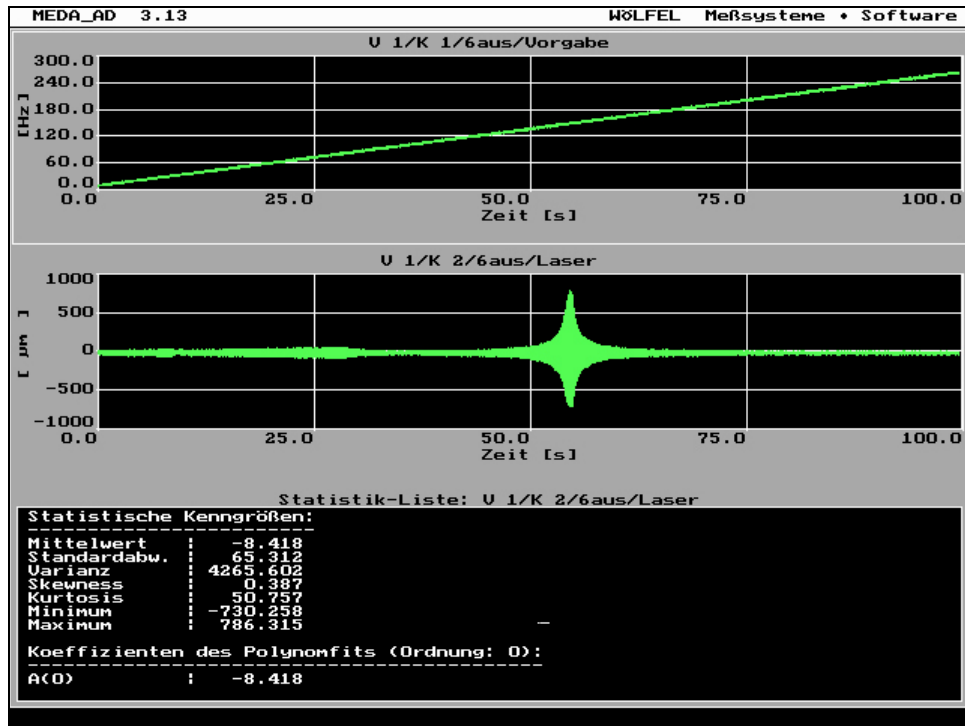 MEDA_AD 3.13 WÖLFEL Meßsysteme • Software
V 1/K 1/6aus/Vorgabe
300.0
240.0
180.0
120.0
60.0
0.0
[Hz]
0.0 25.0 50.0 75.0 100.0
Zeit [s]
V 1/K 2/6aus/Laser
1000
500
0
-500
-1000
[ µm ]
0.0 25.0 50.0 75.0 100.0
Zeit [s]
Statistik-Liste: V 1/K 2/6aus/Laser
Statistische Kenngrößen:
------------------------
Mittelwert ¦ -8.418
Standardabw. ¦ 65.312
Varianz ¦ 4265.602
Skewness ¦ 0.387
Kurtosis ¦ 50.757
Minimum ¦ -730.258
Maximum ¦ 786.315
Koeffizienten des Polynomfits (Ordnung: 0):
-------------------------------------------
A(0) ¦ -8.418